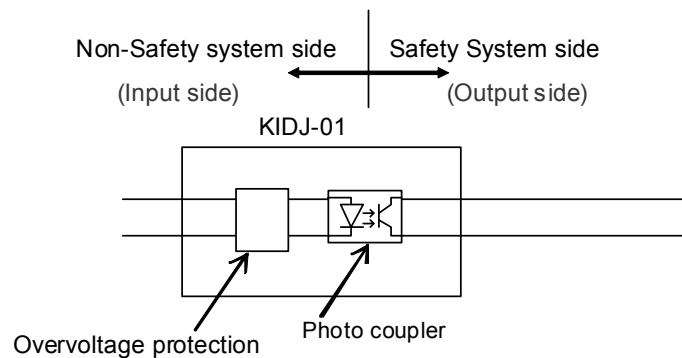 Non-Safety system side
Safety System side
(Input side)
(Output side)
KIDJ-01
Photo coupler
Overvoltage protection